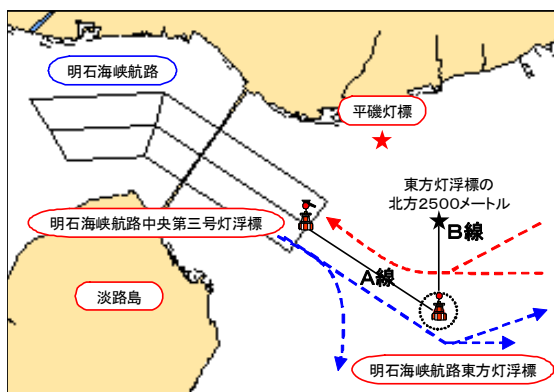 明石海峡航路
平磯灯標
東方灯浮標の
北方2500メートル
B線
明石海峡航路中央第三号灯浮標
A線
淡路島
明石海峡航路東方灯浮標